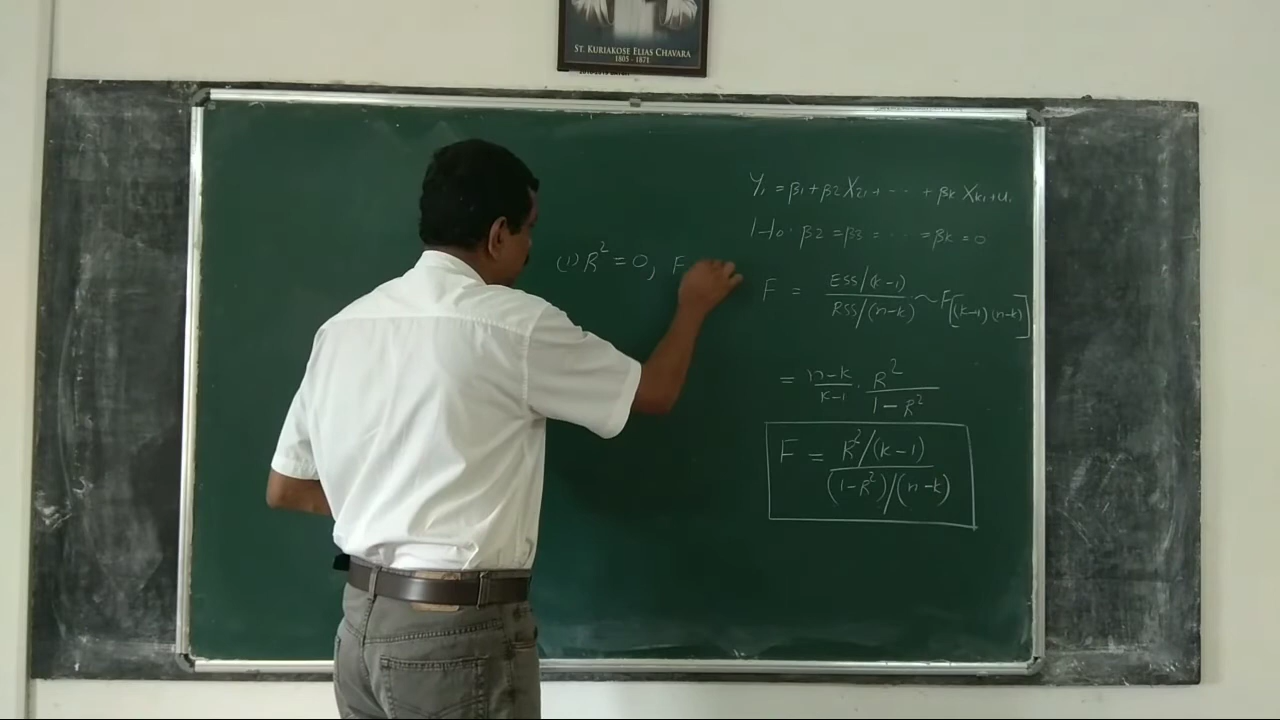 ST. KURIAKOSE ELIAS CHAVARA
1805 - 1871
(1) R² = 0, F
Yᵢ = β1 + β2 X2i + ... + βk Xki + uᵢ
H₀: β2 = β3 = ... = βk = 0
F = ESS/(k-1) / RSS/(n-k) ~ F[(k-1) (n-k)]
= n-k / k-1 · R² / 1-R²
F = R²/(k-1) / (1-R²)/(n-k)